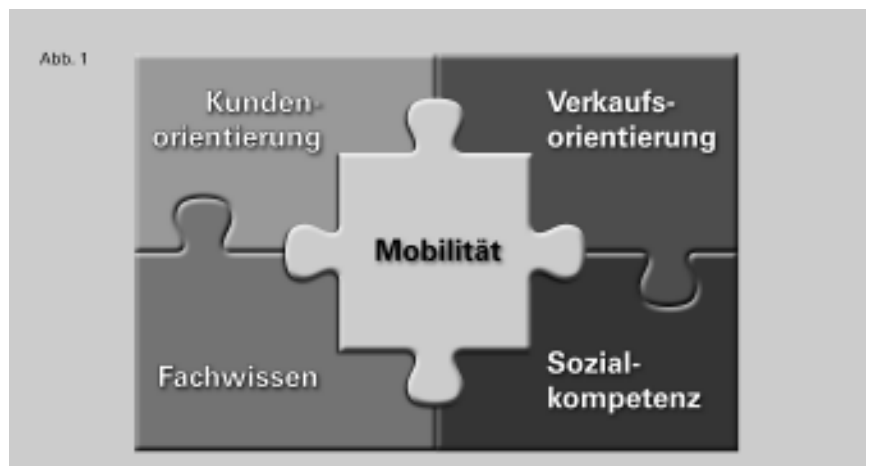 Abb. 1
Kunden-
orientierung
Verkaufs-
orientierung
Mobilität
Fachwissen
Sozial-
kompetenz